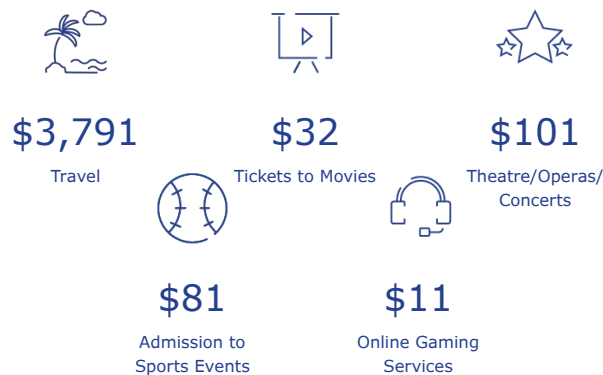 $3,791
$32
$101
Travel
Tickets to Movies
Theatre/Operas/
Concerts
$81
$11
Admission to
Sports Events
Online Gaming
Services